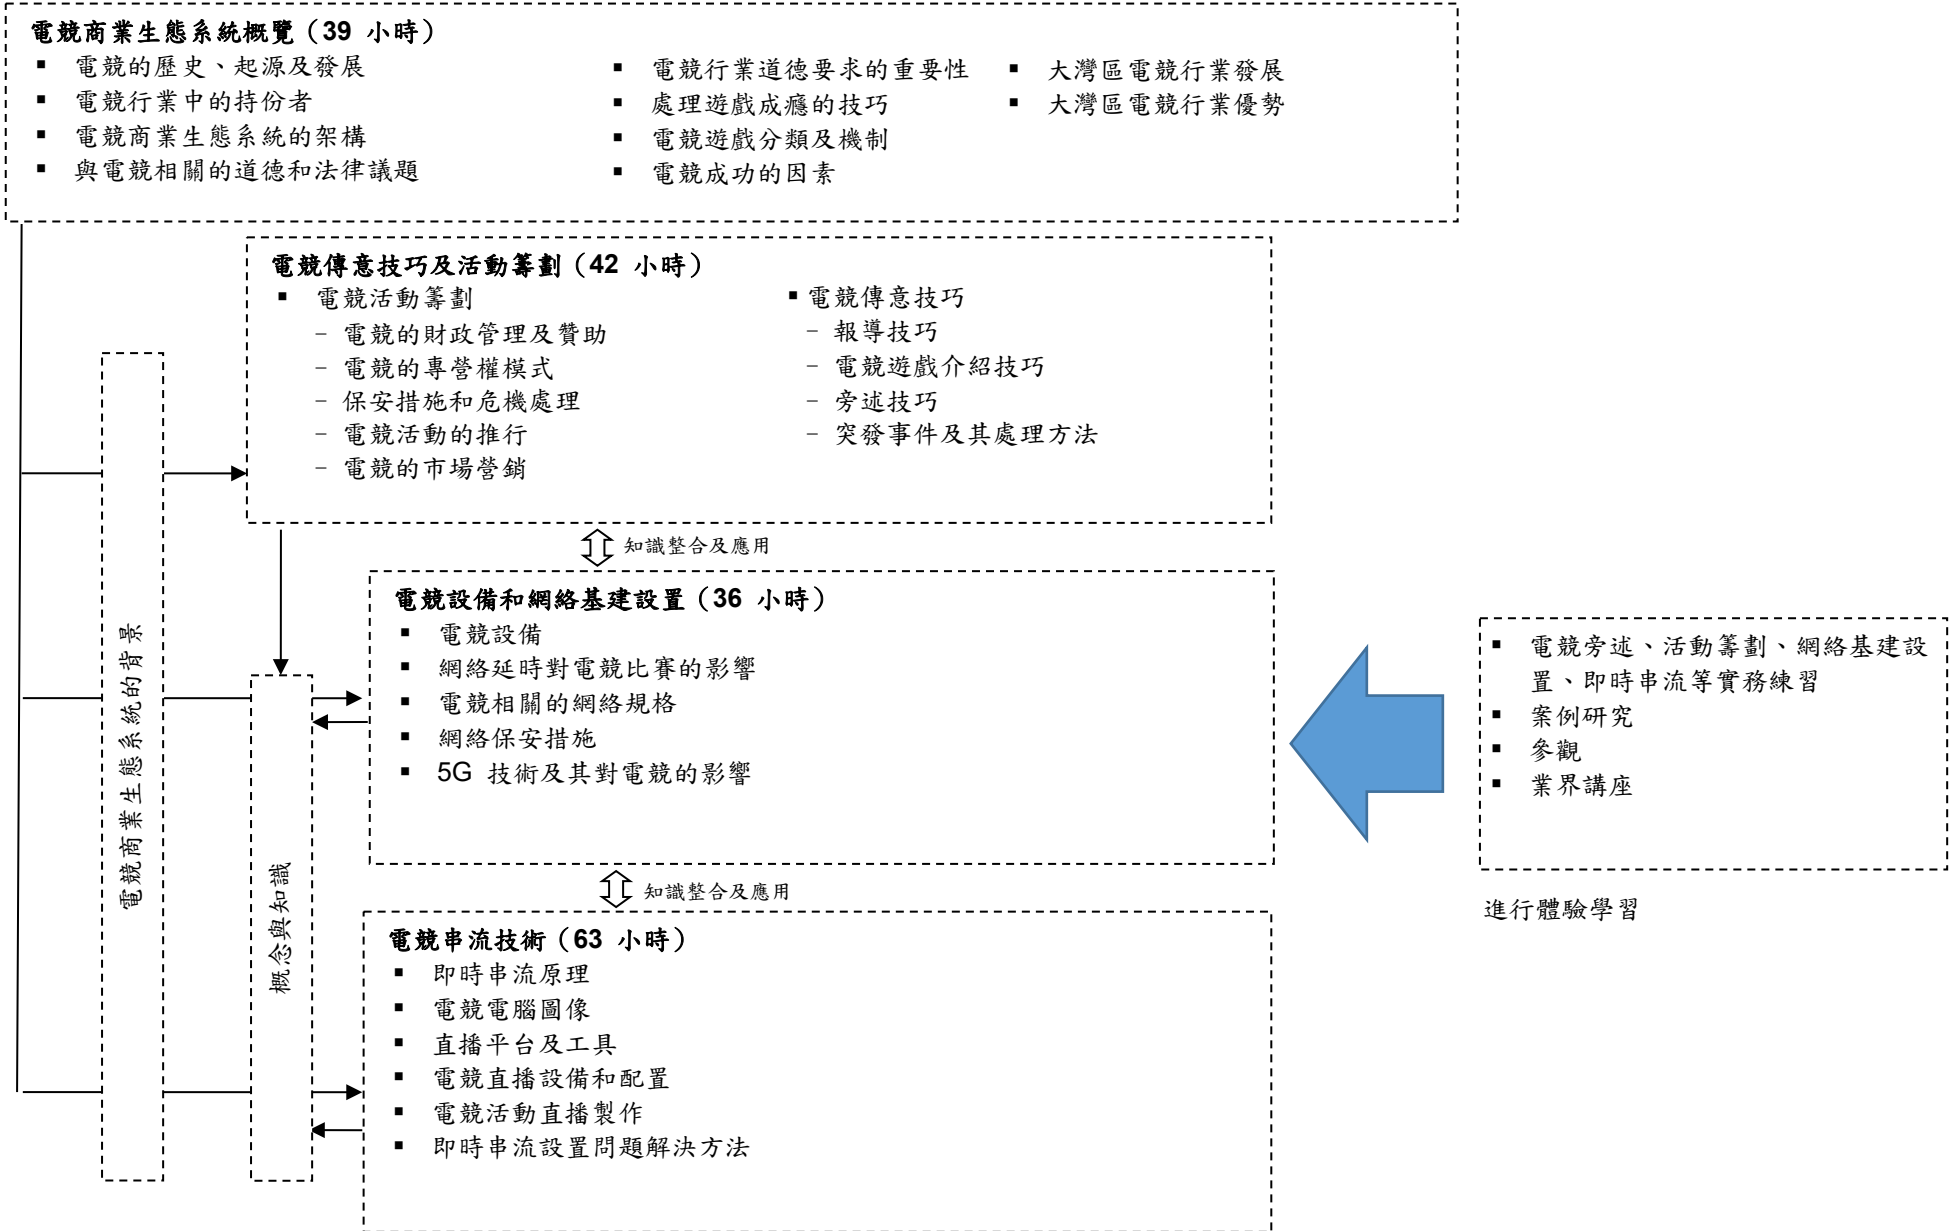 電競商業生態系統概覽（39 小時）
▪ 電競的歷史、起源及發展
▪ 電競行業中的持份者
▪ 電競商業生態系統的架構
▪ 與電競相關的道德和法律議題
▪ 電競行業道德要求的重要性
▪ 處理遊戲成癮的技巧
▪ 電競遊戲分類及機制
▪ 電競成功的因素
▪ 大灣區電競行業發展
▪ 大灣區電競行業優勢
電競傳意技巧及活動籌劃（42 小時）
▪ 電競活動籌劃
－ 電競的財政管理及贊助
－ 電競的專營權模式
－ 保安措施和危機處理
－ 電競活動的推行
－ 電競的市場營銷
▪ 電競傳意技巧
－ 報導技巧
－ 電競遊戲介紹技巧
－ 旁述技巧
－ 突發事件及其處理方法
知識整合及應用
電競商業生態系統的背景
概念與知識
電競設備和網絡基建設置（36 小時）
▪ 電競設備
▪ 網絡延時對電競比賽的影響
▪ 電競相關的網絡規格
▪ 網絡保安措施
▪ 5G 技術及其對電競的影響
知識整合及應用
電競串流技術（63 小時）
▪ 即時串流原理
▪ 電競電腦圖像
▪ 直播平台及工具
▪ 電競直播設備和配置
▪ 電競活動直播製作
▪ 即時串流設置問題解決方法
▪ 電競旁述、活動籌劃、網絡基建設
置、即時串流等實務練習
▪ 案例研究
▪ 參觀
▪ 業界講座
進行體驗學習